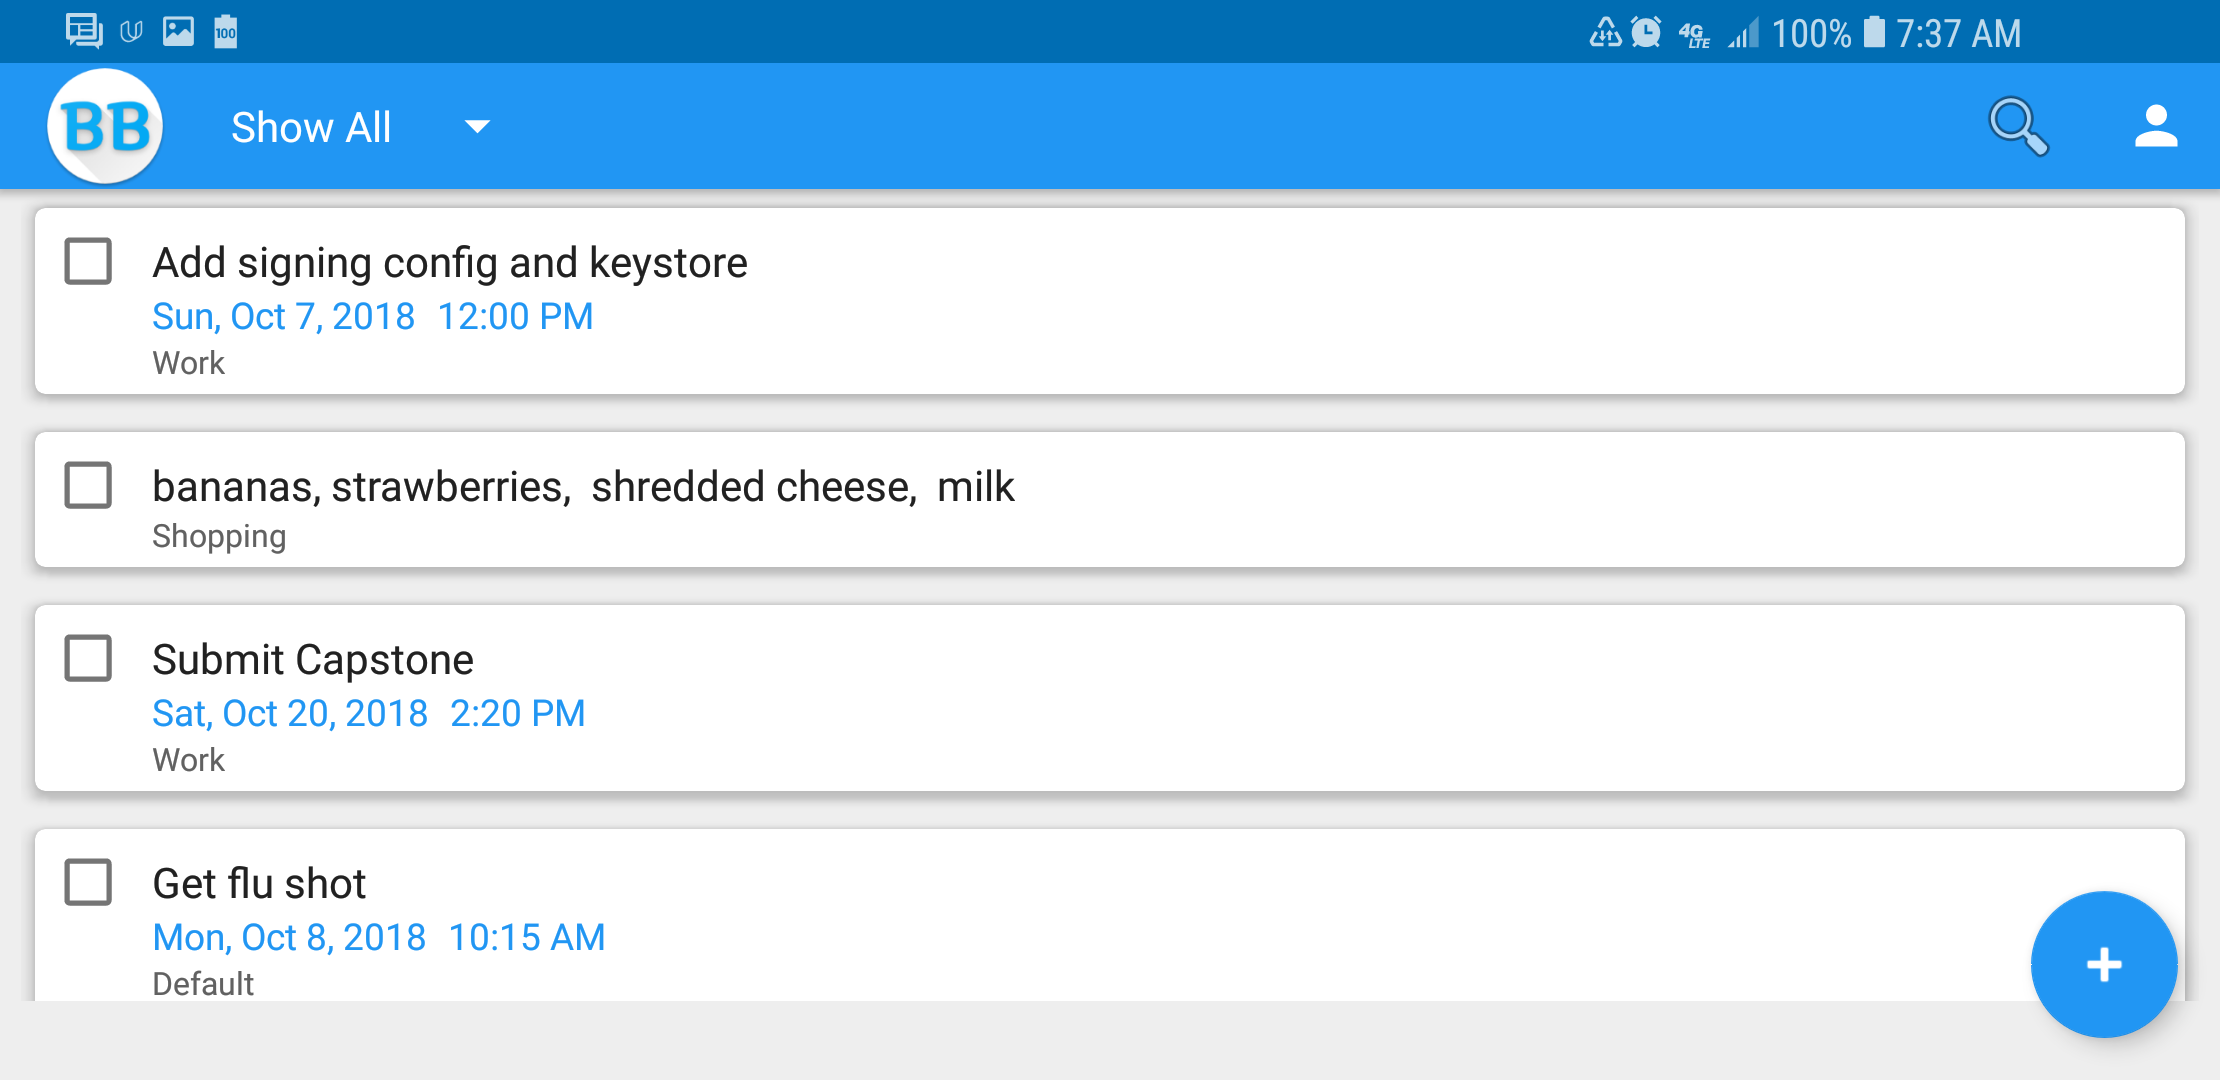 100 4G LTE 100% 7:37 AM
BB Show All
Add signing config and keystore
Sun, Oct 7, 2018 12:00 PM
Work
bananas, strawberries, shredded cheese, milk
Shopping
Submit Capstone
Sat, Oct 20, 2018 2:20 PM
Work
Get flu shot
Mon, Oct 8, 2018 10:15 AM
Default